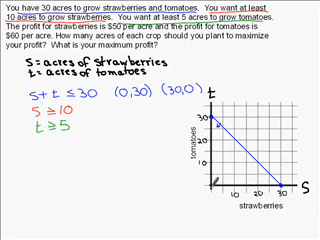 You have 30 acres to grow strawberries and tomatoes. You want at least
10 acres to grow strawberries. You want at least 5 acres to grow tomatoes.
The profit for strawberries is $50 per acre and the profit for tomatoes is
$60 per acre. How many acres of each crop should you plant to maximize
your profit? What is your maximum profit?
s = acres of strawberries
t = acres of tomatoes
s + t ≤ 30 (0,30) (30,0)
s ≥ 10
t ≥ 5
t
30
20
10
tomatoes
10 20 30 s
strawberries